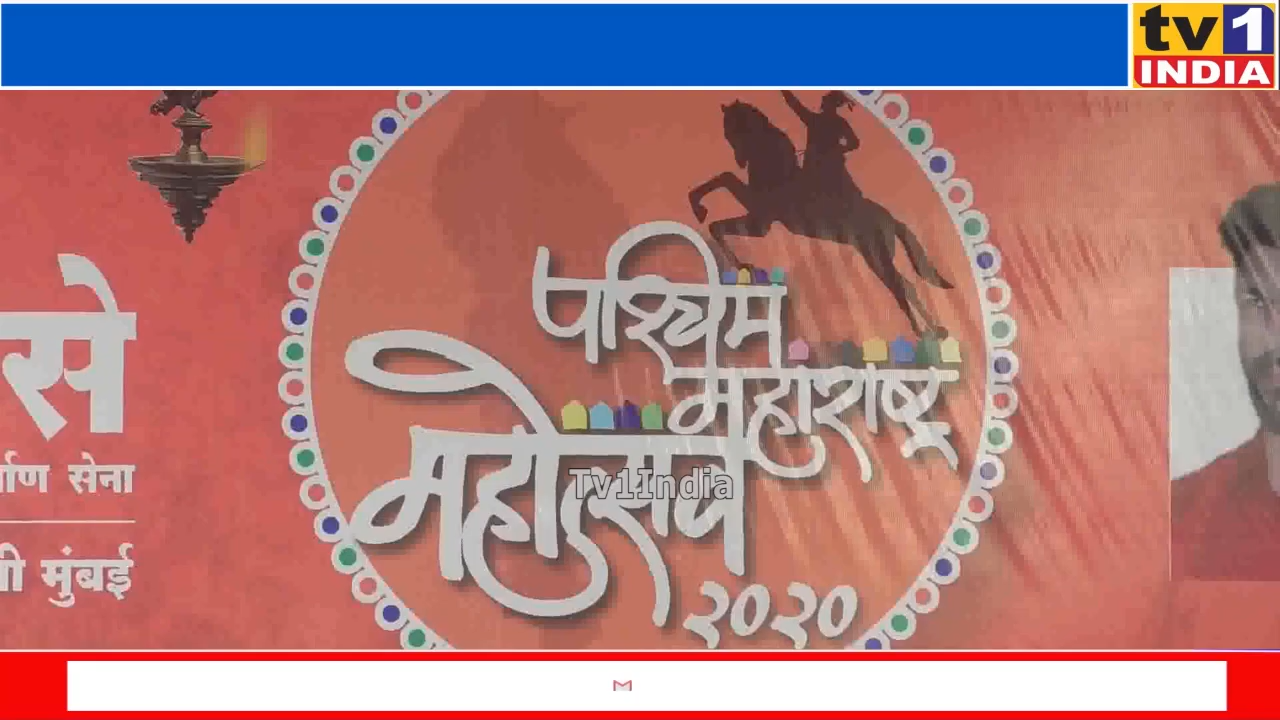 tv1
INDIA
से
पश्चिम
महाराष्ट्र
महोत्सव
Tv1India
सेना
मुंबई
२०२०